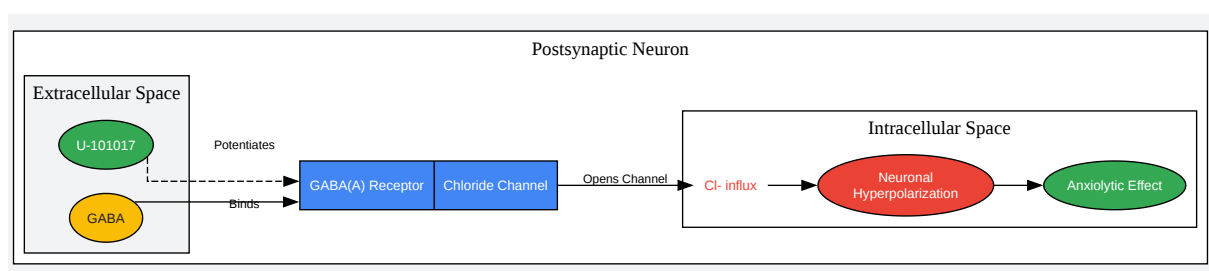 Postsynaptic Neuron
Extracellular Space
U-101017
GABA
Potentiates
Binds
GABA(A) Receptor
Chloride Channel
Opens Channel
Intracellular Space
Cl- influx
Neuronal
Hyperpolarization
Anxiolytic Effect